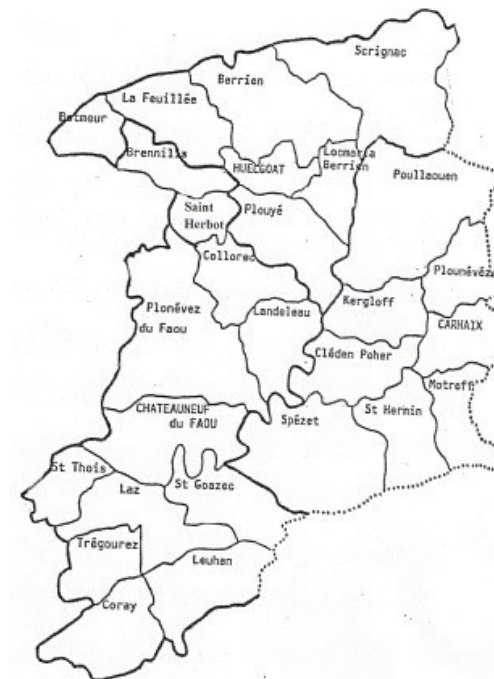 Scrignac
Berrien
La Feuillée
Botmeur
Brennilis
HUELGOAT
Locmaria
Berrien
Poullaouen
Saint
Herbot
Plouyé
Collorec
Plounévéz
Plonévez
du Faou
Landeleau
Kergloff
CARHAIX
Cléden Poher
Motreff
CHATEAUNEUF
du FAOU
Spézet
St Hernin
St Thois
Laz
St Goazec
Trégourez
Leuhan
Coray